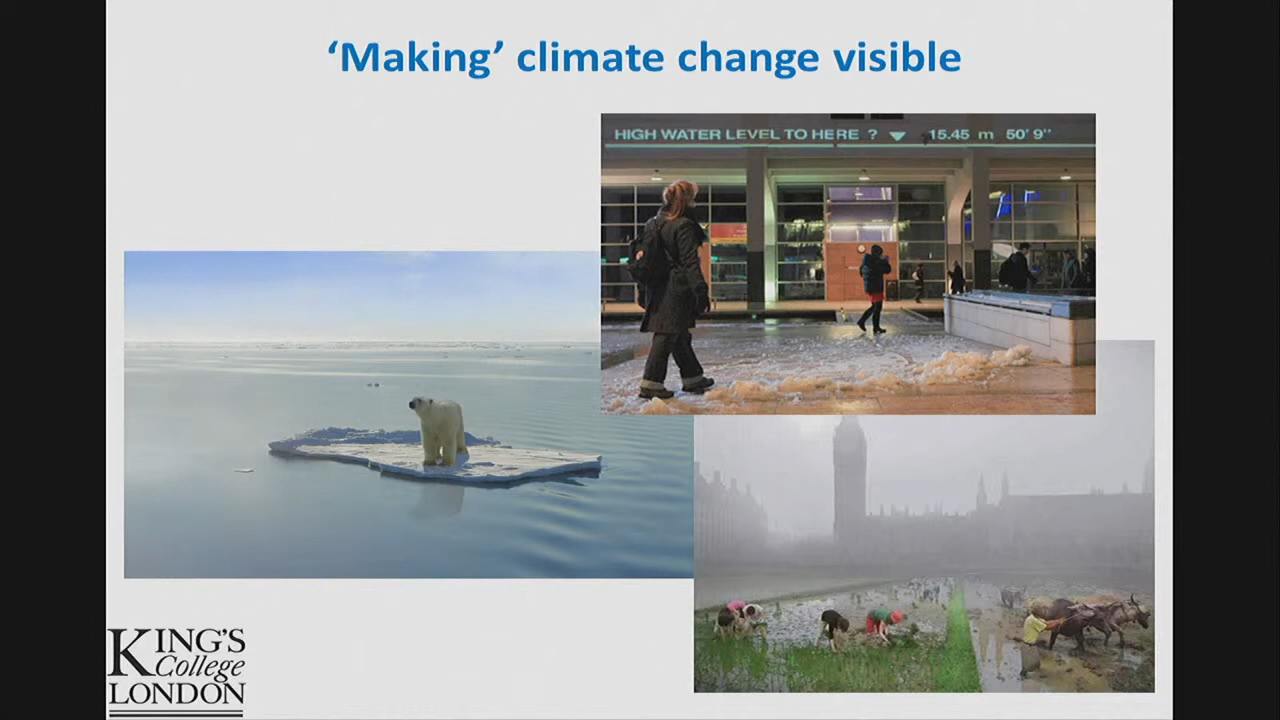 ‘Making’ climate change visible
HIGH WATER LEVEL TO HERE ? 15.45 m 50' 9"
KING'S
College
LONDON